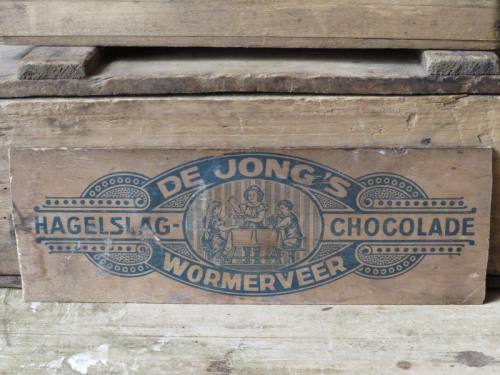 DE JONG'S
HAGELSLAG- CHOCOLADE
WORMERVEER